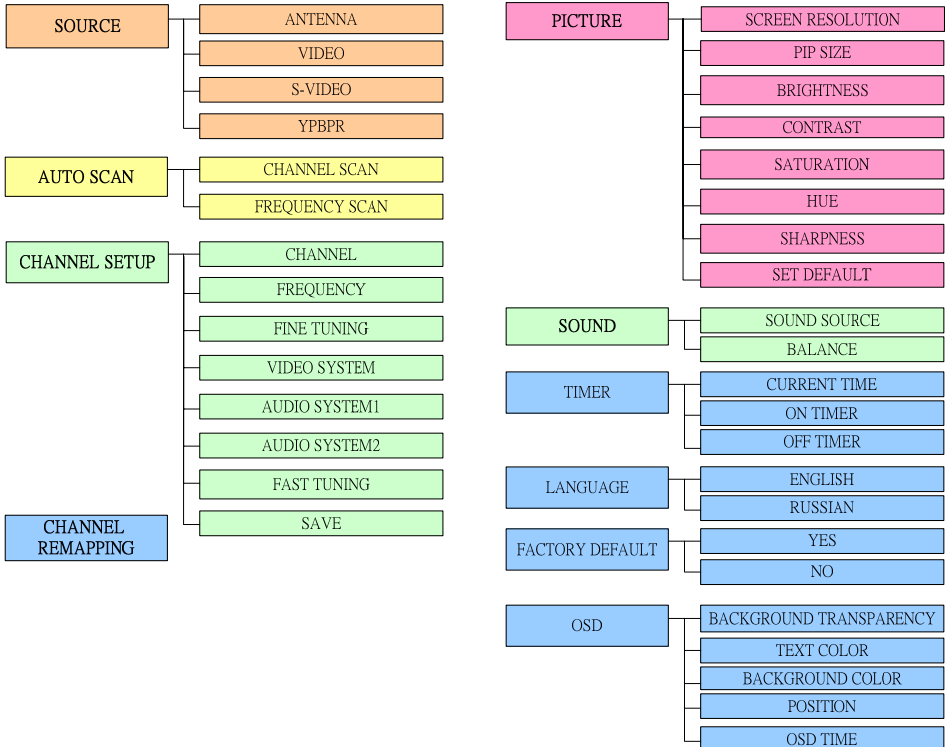 SOURCE
ANTENNA
VIDEO
S-VIDEO
YPBPR
AUTO SCAN
CHANNEL SCAN
FREQUENCY SCAN
CHANNEL SETUP
CHANNEL
FREQUENCY
FINE TUNING
VIDEO SYSTEM
AUDIO SYSTEM1
AUDIO SYSTEM2
FAST TUNING
SAVE
CHANNEL
REMAPPING
PICTURE
SCREEN RESOLUTION
PIP SIZE
BRIGHTNESS
CONTRAST
SATURATION
HUE
SHARPNESS
SET DEFAULT
SOUND
SOUND SOURCE
BALANCE
TIMER
CURRENT TIME
ON TIMER
OFF TIMER
LANGUAGE
ENGLISH
RUSSIAN
FACTORY DEFAULT
YES
NO
OSD
BACKGROUND TRANSPARENCY
TEXT COLOR
BACKGROUND COLOR
POSITION
OSD TIME